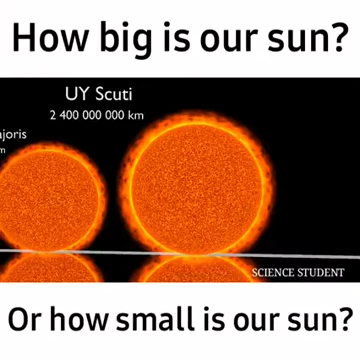 How big is our sun?
UY Scuti
2 400 000 000 km
ajoris
m
SCIENCE STUDENT
Or how small is our sun?